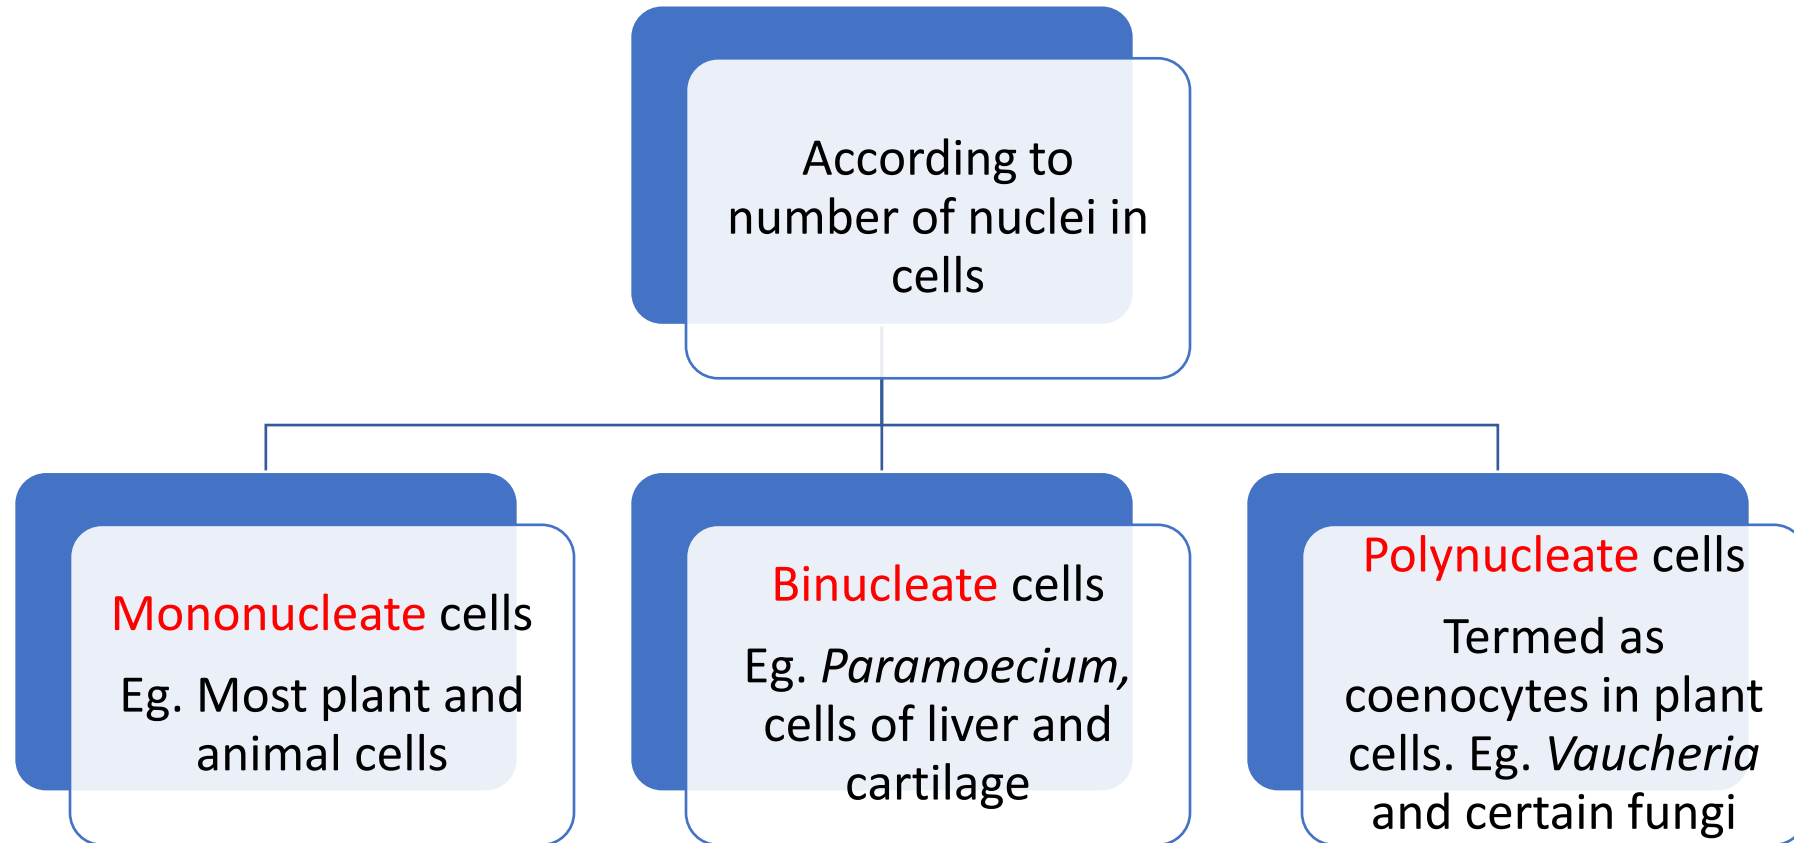 According to
number of nuclei in
cells
Mononucleate cells
Eg. Most plant and
animal cells
Binucleate cells
Eg. Paramoecium,
cells of liver and
cartilage
Polynucleate cells
Termed as
coenocytes in plant
cells. Eg. Vaucheria
and certain fungi